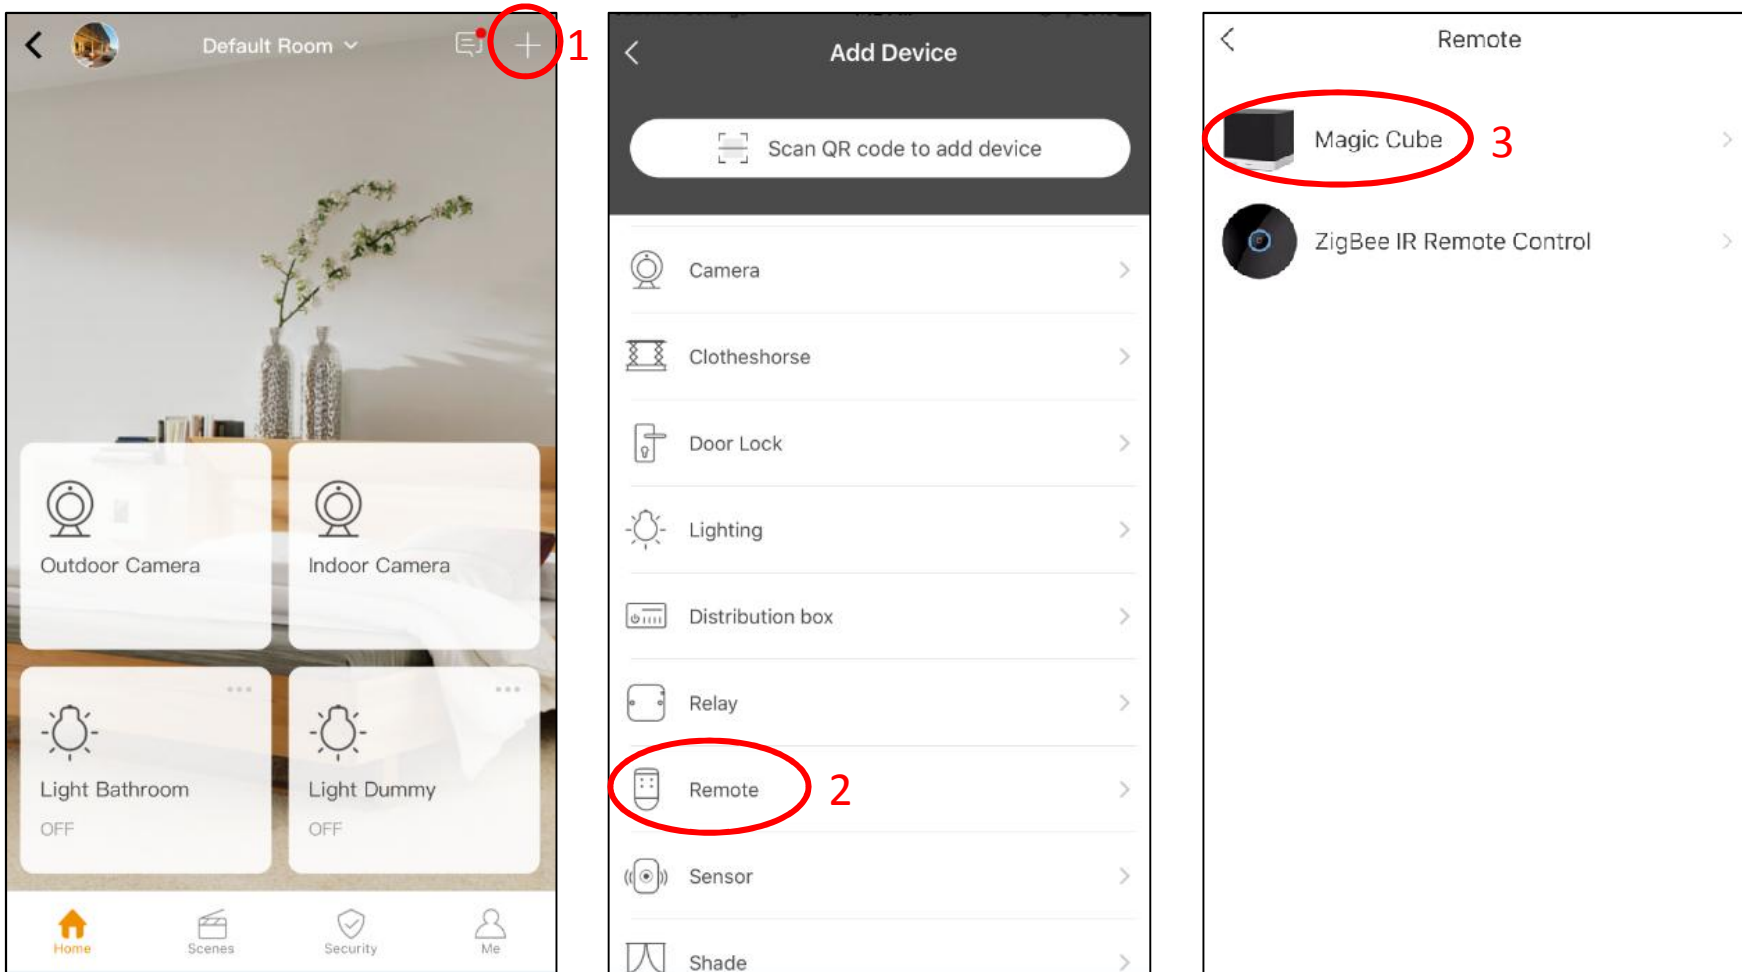 Default Room
1
Outdoor Camera
Indoor Camera
Light Bathroom
OFF
Light Dummy
OFF
Home
Scenes
Security
Me
Add Device
Scan QR code to add device
Camera
Clotheshorse
Door Lock
Lighting
Distribution box
Relay
Remote
2
Sensor
Shade
Remote
Magic Cube
3
ZigBee IR Remote Control